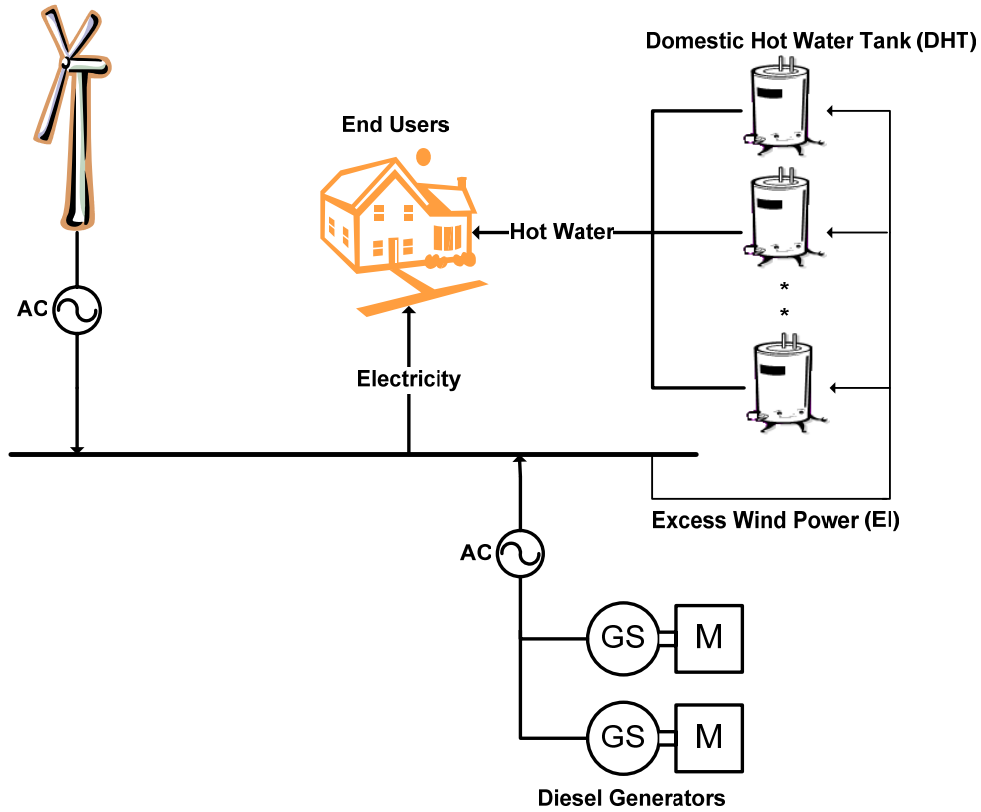 Domestic Hot Water Tank (DHT)
End Users
Hot Water
*
*
AC
Electricity
Excess Wind Power (EI)
AC
GS
M
GS
M
Diesel Generators